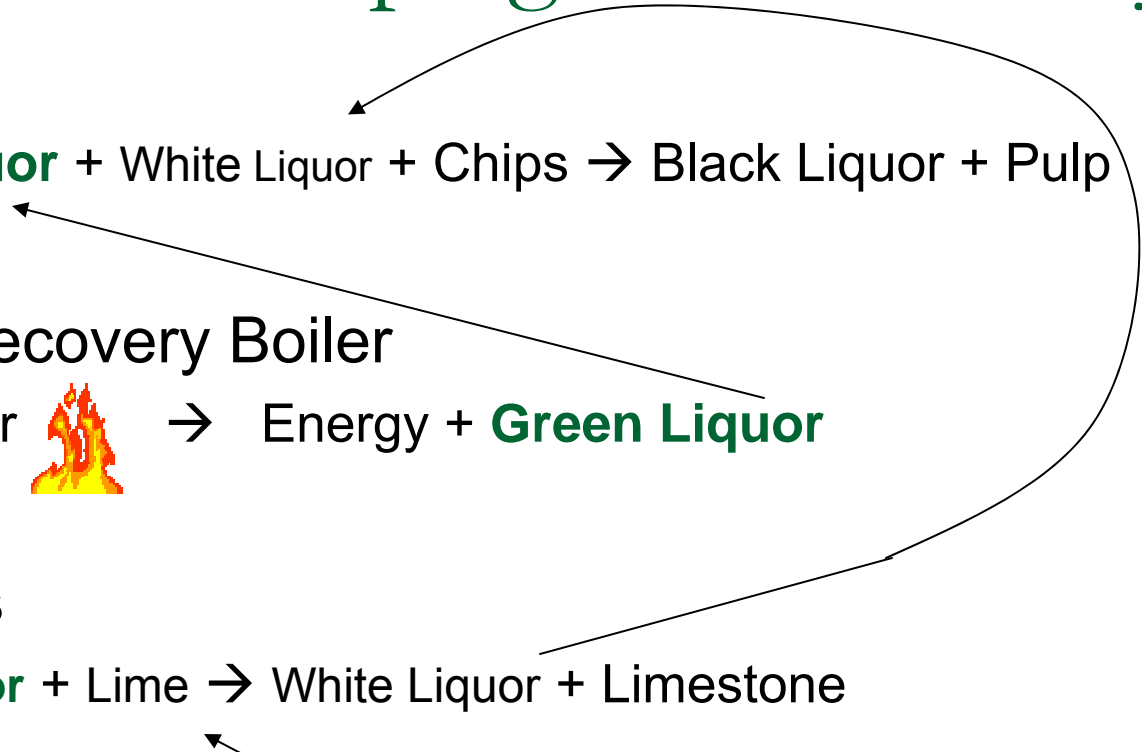 uor + White Liquor + Chips → Black Liquor + Pulp
ecovery Boiler
r → Energy + Green Liquor
s
or + Lime → White Liquor + Limestone